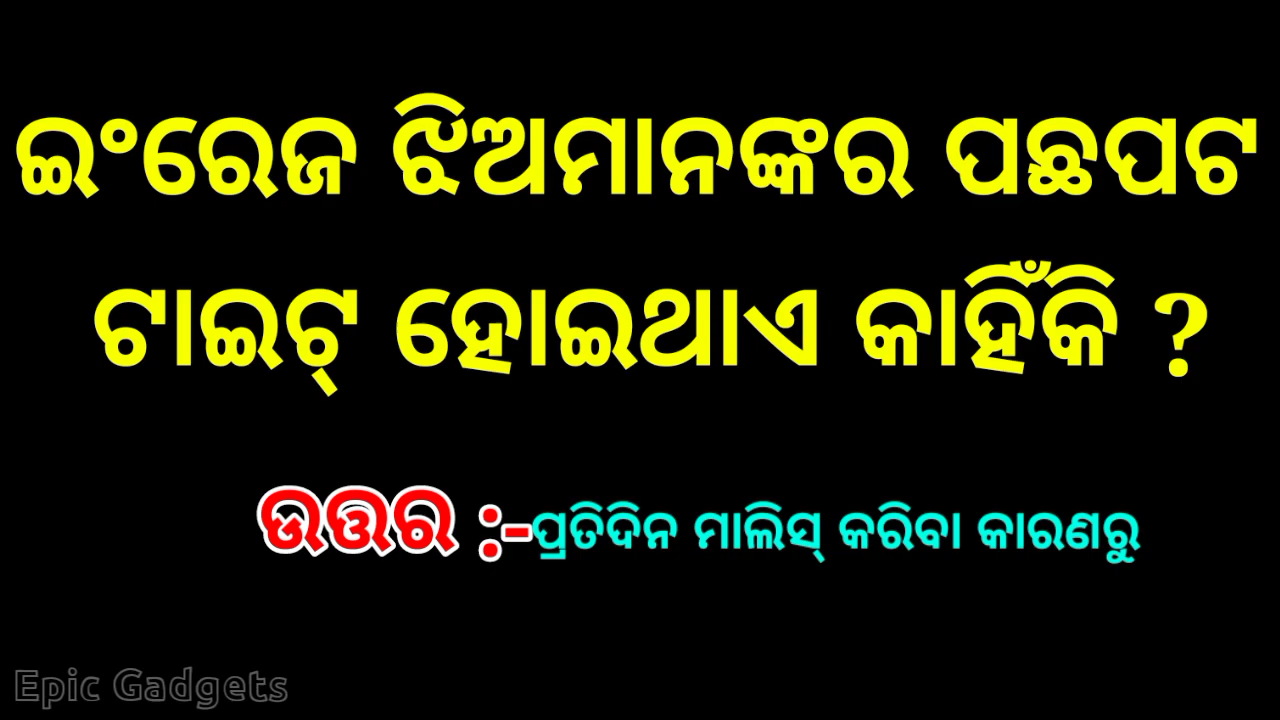 ଇଂରେଜ ଝିଅମାନଙ୍କର ପଛପଟ
ଟାଇଟ୍ ହୋଇଥାଏ କାହିଁକି ?
ଉତ୍ତର :-ପ୍ରତିଦିନ ମାଲିସ୍ କରିବା କାରଣରୁ
Epic Gadgets